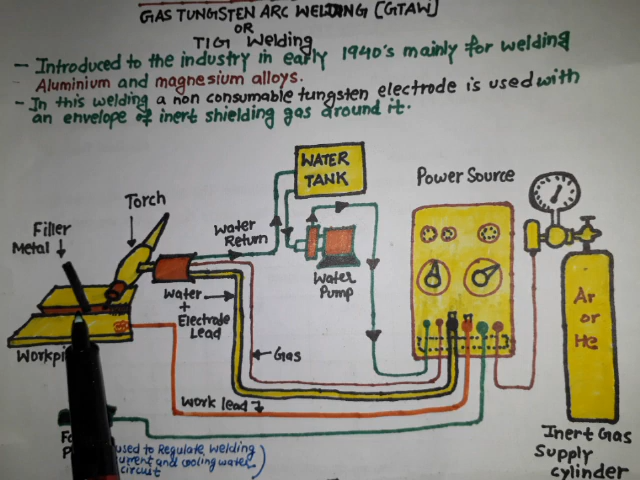 GAS TUNGSTEN ARC WELDING (GTAW)
OR
TIG Welding
- Introduced to the industry in early 1940's mainly for welding
Aluminium and magnesium alloys.
- In this welding a non consumable tungsten electrode is used with
an envelope of inert shielding gas around it.
WATER
TANK
Power Source
Torch
Filler
Metal
Water
Return
Water
Pump
Water
+
Electrode
Lead
Gas
Work lead
Ar
or
He
Inert Gas
Supply
cylinder
used to Regulate welding
and cooling water
circuit